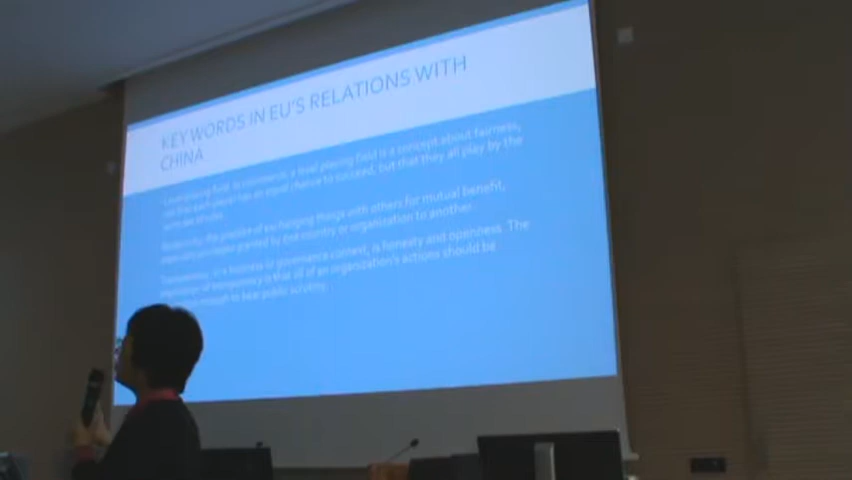 KEY WORDS IN EU'S RELATIONS WITH
CHINA
Level playing field. In commerce, a level playing field is a concept about fairness,
not that each player has an equal chance to succeed, but that they all play by the
same set of rules.
Reciprocity, the practice of exchanging things with others for mutual benefit,
especially privileges granted by one country or organisation to another.
Transparency, in a business or governance context, is honesty and openness. The
of transparency is that all of an organization's actions should be
enough to bear public scrutiny.